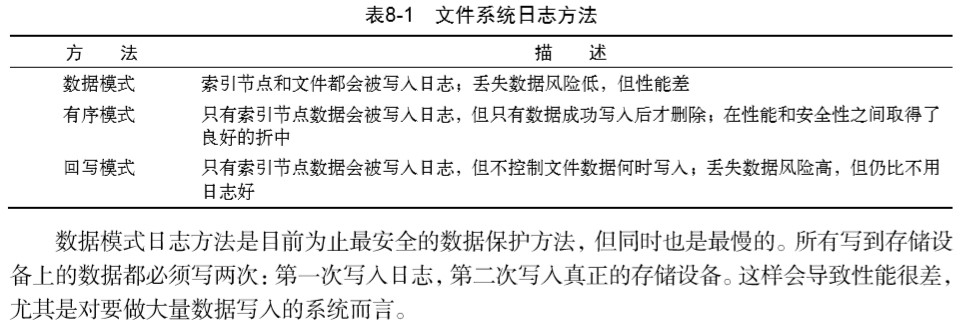 表8-1 文件系统日志方法
方 法 描 述
数据模式 索引节点和文件都会被写入日志；丢失数据风险低，但性能差
有序模式 只有索引节点数据会被写入日志，但只有数据成功写入后才删除；在性能和安全性之间取得了
良好的折中
回写模式 只有索引节点数据会被写入日志，但不控制文件数据何时写入；丢失数据风险高，但仍比不用
日志好
数据模式日志方法是目前为止最安全的数据保护方法，但同时也是最慢的。所有写到存储设
备上的数据都必须写两次：第一次写入日志，第二次写入真正的存储设备。这样会导致性能很差，
尤其是对要做大量数据写入的系统而言。